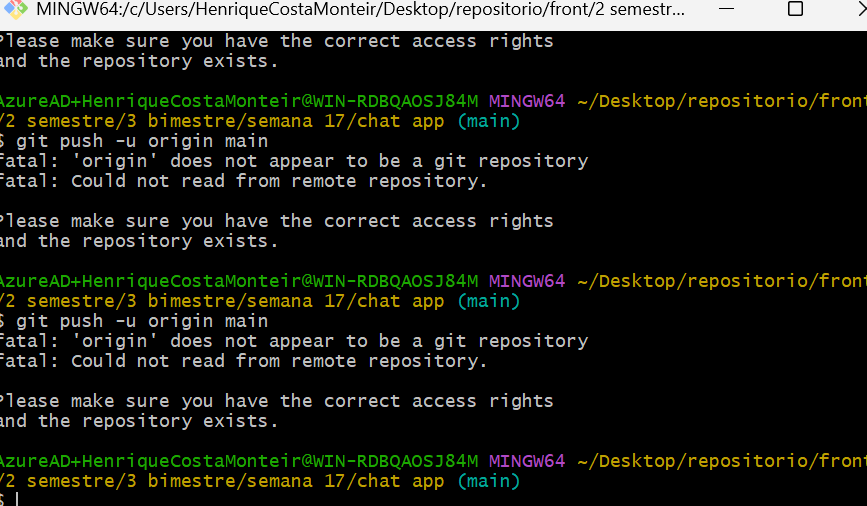 MINGW64:/c/Users/HenriqueCostaMonteir/Desktop/repositorio/front/2 semestr...
Please make sure you have the correct access rights
and the repository exists.
AzureAD+HenriqueCostaMonteir@WIN-RDBQAOSJ84M MINGW64 ~/Desktop/repositorio/front
/2 semestre/3 bimestre/semana 17/chat app (main)
$ git push -u origin main
fatal: 'origin' does not appear to be a git repository
fatal: Could not read from remote repository.
Please make sure you have the correct access rights
and the repository exists.
AzureAD+HenriqueCostaMonteir@WIN-RDBQAOSJ84M MINGW64 ~/Desktop/repositorio/front
/2 semestre/3 bimestre/semana 17/chat app (main)
$ git push -u origin main
fatal: 'origin' does not appear to be a git repository
fatal: Could not read from remote repository.
Please make sure you have the correct access rights
and the repository exists.
AzureAD+HenriqueCostaMonteir@WIN-RDBQAOSJ84M MINGW64 ~/Desktop/repositorio/front
/2 semestre/3 bimestre/semana 17/chat app (main)
$